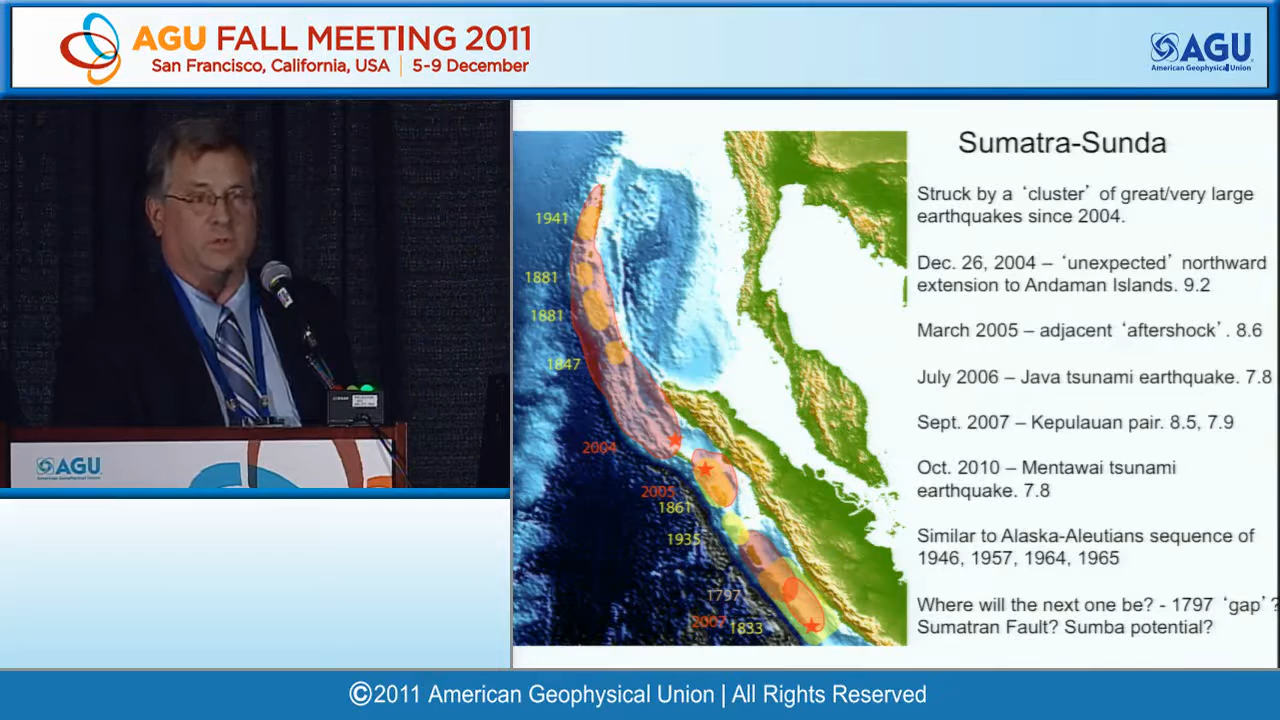 AGU FALL MEETING 2011
San Francisco, California, USA | 5-9 December
AGU
American Geophysical Union
AGU
Sumatra-Sunda
Struck by a ‘cluster’ of great/very large
earthquakes since 2004.
Dec. 26, 2004 – ‘unexpected’ northward
extension to Andaman Islands. 9.2
March 2005 – adjacent ‘aftershock’. 8.6
July 2006 – Java tsunami earthquake. 7.8
Sept. 2007 – Kepulauan pair. 8.5, 7.9
Oct. 2010 – Mentawai tsunami
earthquake. 7.8
Similar to Alaska-Aleutians sequence of
1946, 1957, 1964, 1965
Where will the next one be? - 1797 ‘gap’?
Sumatran Fault? Sumba potential?
1941
1881
1881
1847
2004
2005
1861
1935
1797
2007
1833
©2011 American Geophysical Union | All Rights Reserved